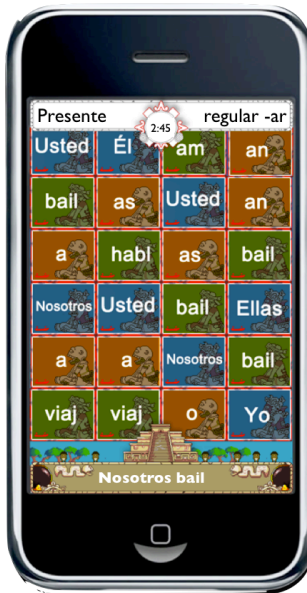 Presente 2:45 regular -ar
Usted Él am an
bail as Usted an
a habl as bail
Nosotros Usted bail Ellas
a a Nosotros bail
viaj viaj o Yo
Nosotros bail